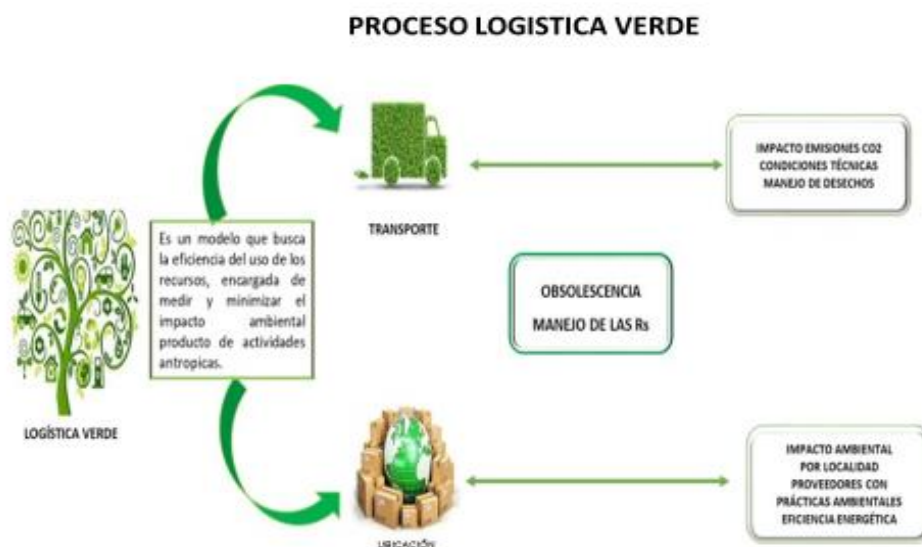 PROCESO LOGISTICA VERDE
IMPACTO EMISIONES CO2
CONDICIONES TÉCNICAS
MANEJO DE DESECHOS
TRANSPORTE
Es un modelo que busca
la eficiencia del uso de los
recursos, encargada de
medir y minimizar el
impacto ambiental
producto de actividades
antropicas.
OBSOLESCENCIA
MANEJO DE LAS Rs
LOGÍSTICA VERDE
IMPACTO AMBIENTAL
POR LOCALIDAD
PROVEEDORES CON
PRÁCTICAS AMBIENTALES
EFICIENCIA ENERGÉTICA
UBICACIÓN